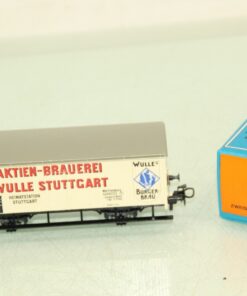 AKTIEN-BRAUEREI
WULLE STUTTGART
HEIMATSTATION
STUTTGART
WULLE
BÜRGER
BRÄU